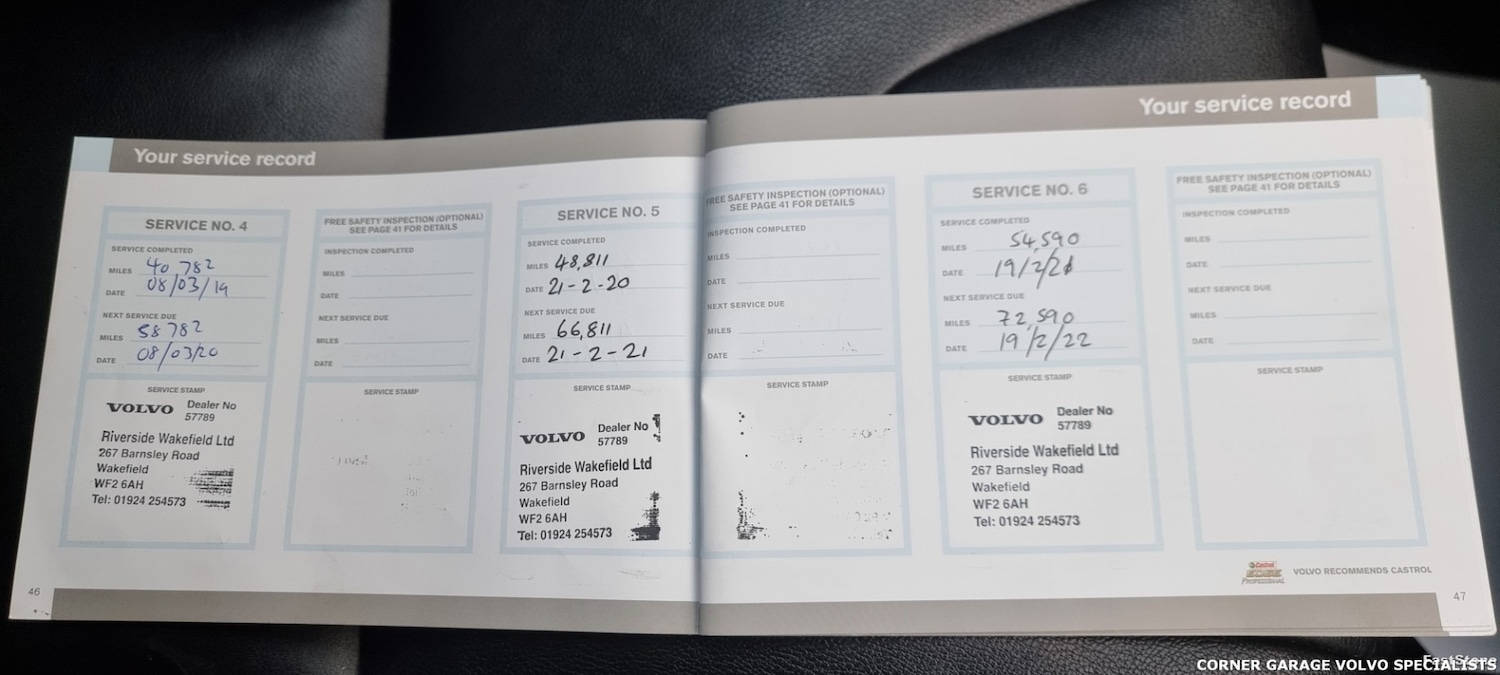 Your service record
SERVICE NO. 4
SERVICE COMPLETED
MILES 40,782
DATE 08/03/19
NEXT SERVICE DUE
MILES 58782
DATE 08/03/20
SERVICE STAMP
VOLVO Dealer No
57789
Riverside Wakefield Ltd
267 Barnsley Road
Wakefield
WF2 6AH
Tel: 01924 254573
FREE SAFETY INSPECTION (OPTIONAL)
SEE PAGE 41 FOR DETAILS
INSPECTION COMPLETED
MILES
DATE
NEXT SERVICE DUE
MILES
DATE
SERVICE STAMP
SERVICE NO. 5
SERVICE COMPLETED
MILES 48,811
DATE 21-2-20
NEXT SERVICE DUE
MILES 66,811
DATE 21-2-21
SERVICE STAMP
VOLVO Dealer No
57789
Riverside Wakefield Ltd
267 Barnsley Road
Wakefield
WF2 6AH
Tel: 01924 254573
46
Your service record
FREE SAFETY INSPECTION (OPTIONAL)
SEE PAGE 41 FOR DETAILS
INSPECTION COMPLETED
MILES
DATE
NEXT SERVICE DUE
MILES
DATE
SERVICE STAMP
SERVICE NO. 6
SERVICE COMPLETED
MILES 54,590
DATE 19/2/21
NEXT SERVICE DUE
MILES 72,590
DATE 19/2/22
SERVICE STAMP
VOLVO Dealer No
57789
Riverside Wakefield Ltd
267 Barnsley Road
Wakefield
WF2 6AH
Tel: 01924 254573
FREE SAFETY INSPECTION (OPTIONAL)
SEE PAGE 41 FOR DETAILS
INSPECTION COMPLETED
MILES
DATE
NEXT SERVICE DUE
MILES
DATE
SERVICE STAMP
Castrol
EDGE
PROFESSIONAL
VOLVO RECOMMENDS CASTROL
47
CORNER GARAGE VOLVO SPECIALISTS